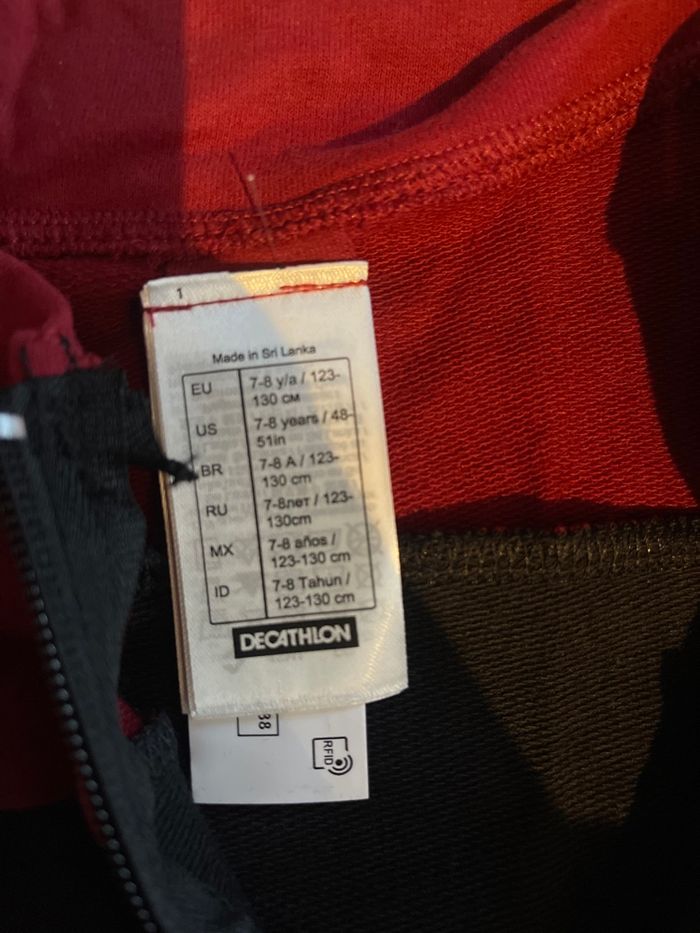 1
Made in Sri Lanka
EU 7-8 y/a / 123-
130 см
US 7-8 years / 48-
51in
BR 7-8 A / 123-
130 cm
RU 7-8лет / 123-
130cm
MX 7-8 años /
123-130 cm
ID 7-8 Tahun /
123-130 cm
DECATHLON
38
RFID